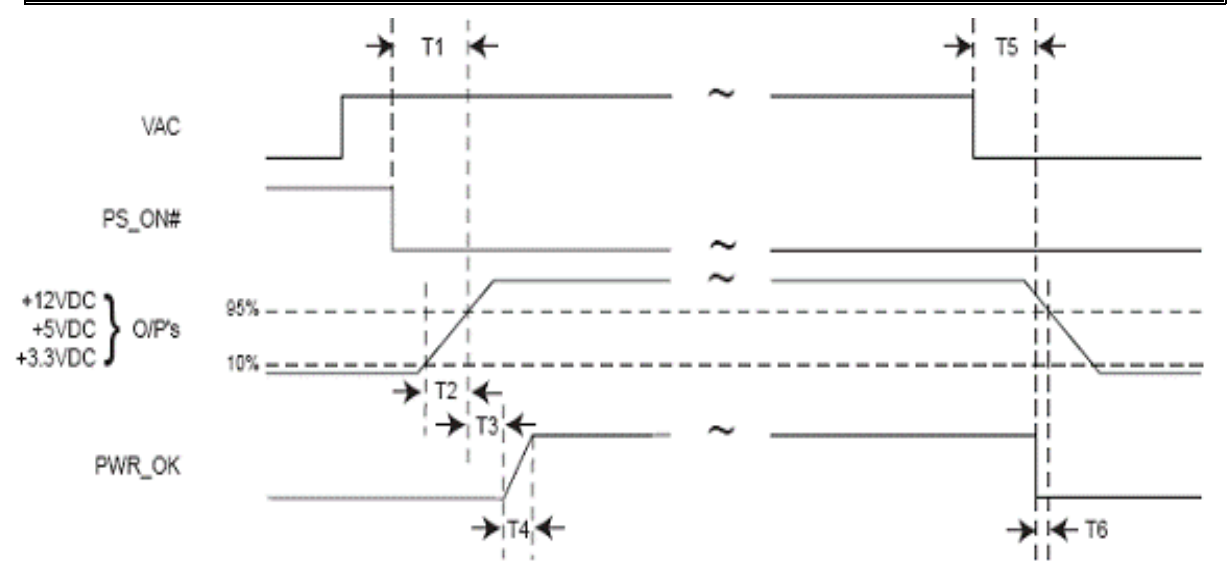 T1
T5
~
VAC
PS_ON#
~
~
+12VDC
+5VDC } O/P's
+3.3VDC
95%
10%
T2
T3
~
PWR_OK
T4
T6